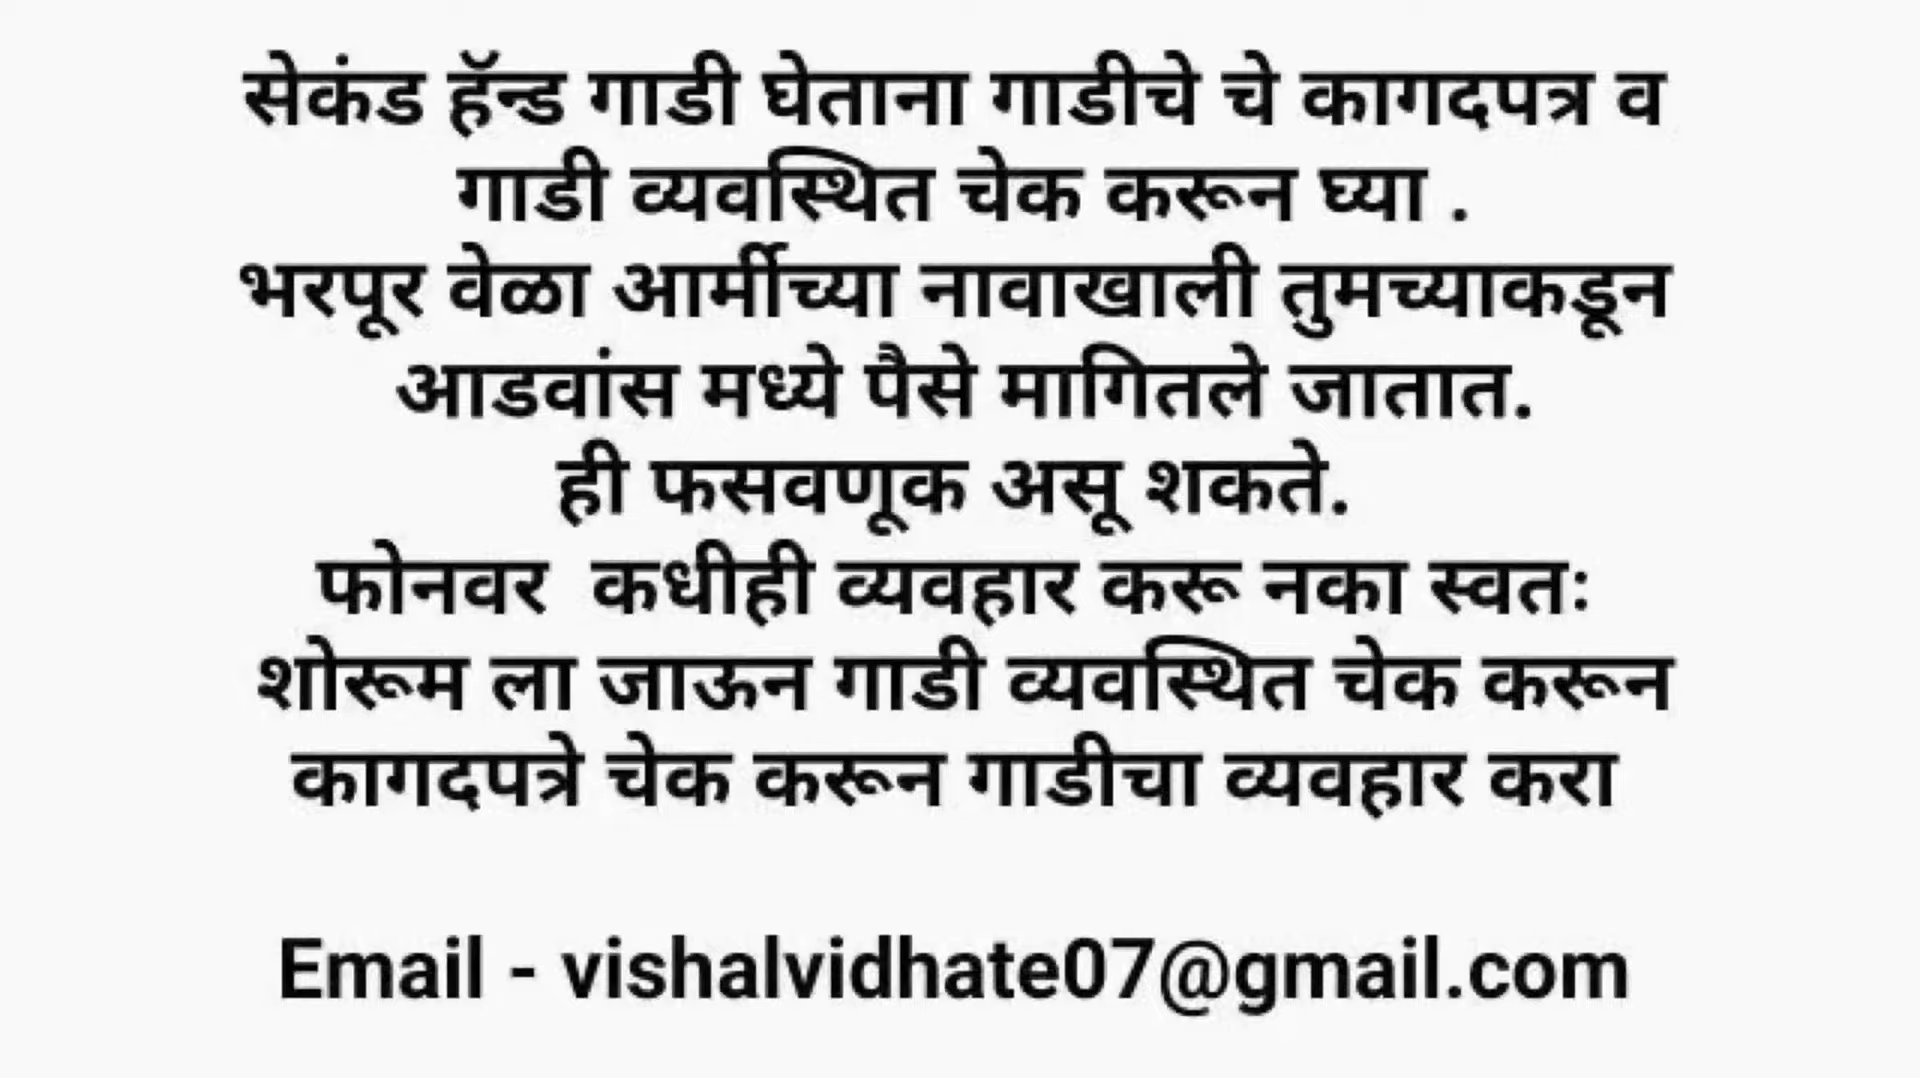 सेकंड हॅन्ड गाडी घेताना गाडीचे चे कागदपत्र व
गाडी व्यवस्थित चेक करून घ्या .
भरपूर वेळा आर्मीच्या नावाखाली तुमच्याकडून
आडवांस मध्ये पैसे मागितले जातात.
ही फसवणूक असू शकते.
फोनवर  कधीही व्यवहार करू नका स्वतः
शोरूम ला जाऊन गाडी व्यवस्थित चेक करून
कागदपत्रे चेक करून गाडीचा व्यवहार करा
Email - vishalvidhate07@gmail.com